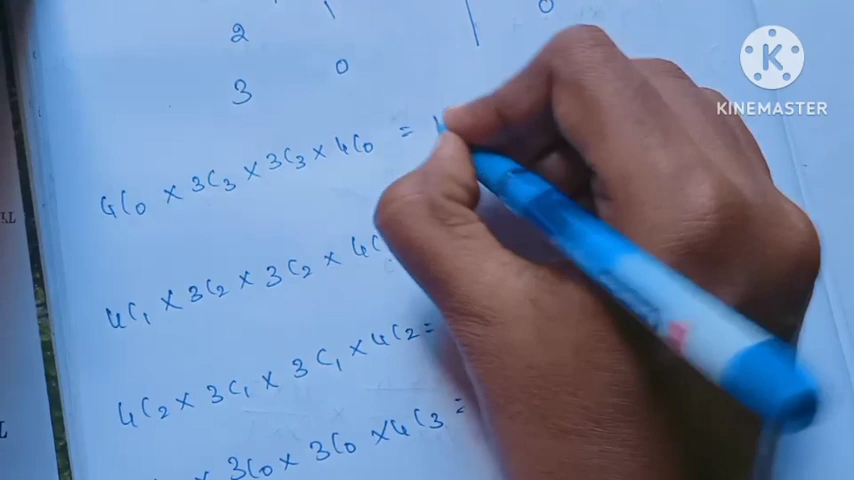 2 1 0
3 0
4C0 × 3C3 × 3C3 × 4C0 =
4C1 × 3C2 × 3C2 × 4C
4C2 × 3C1 × 3C1 × 4C2 =
× 3C0 × 3C0 × 4C3 =
K
KINEMASTER